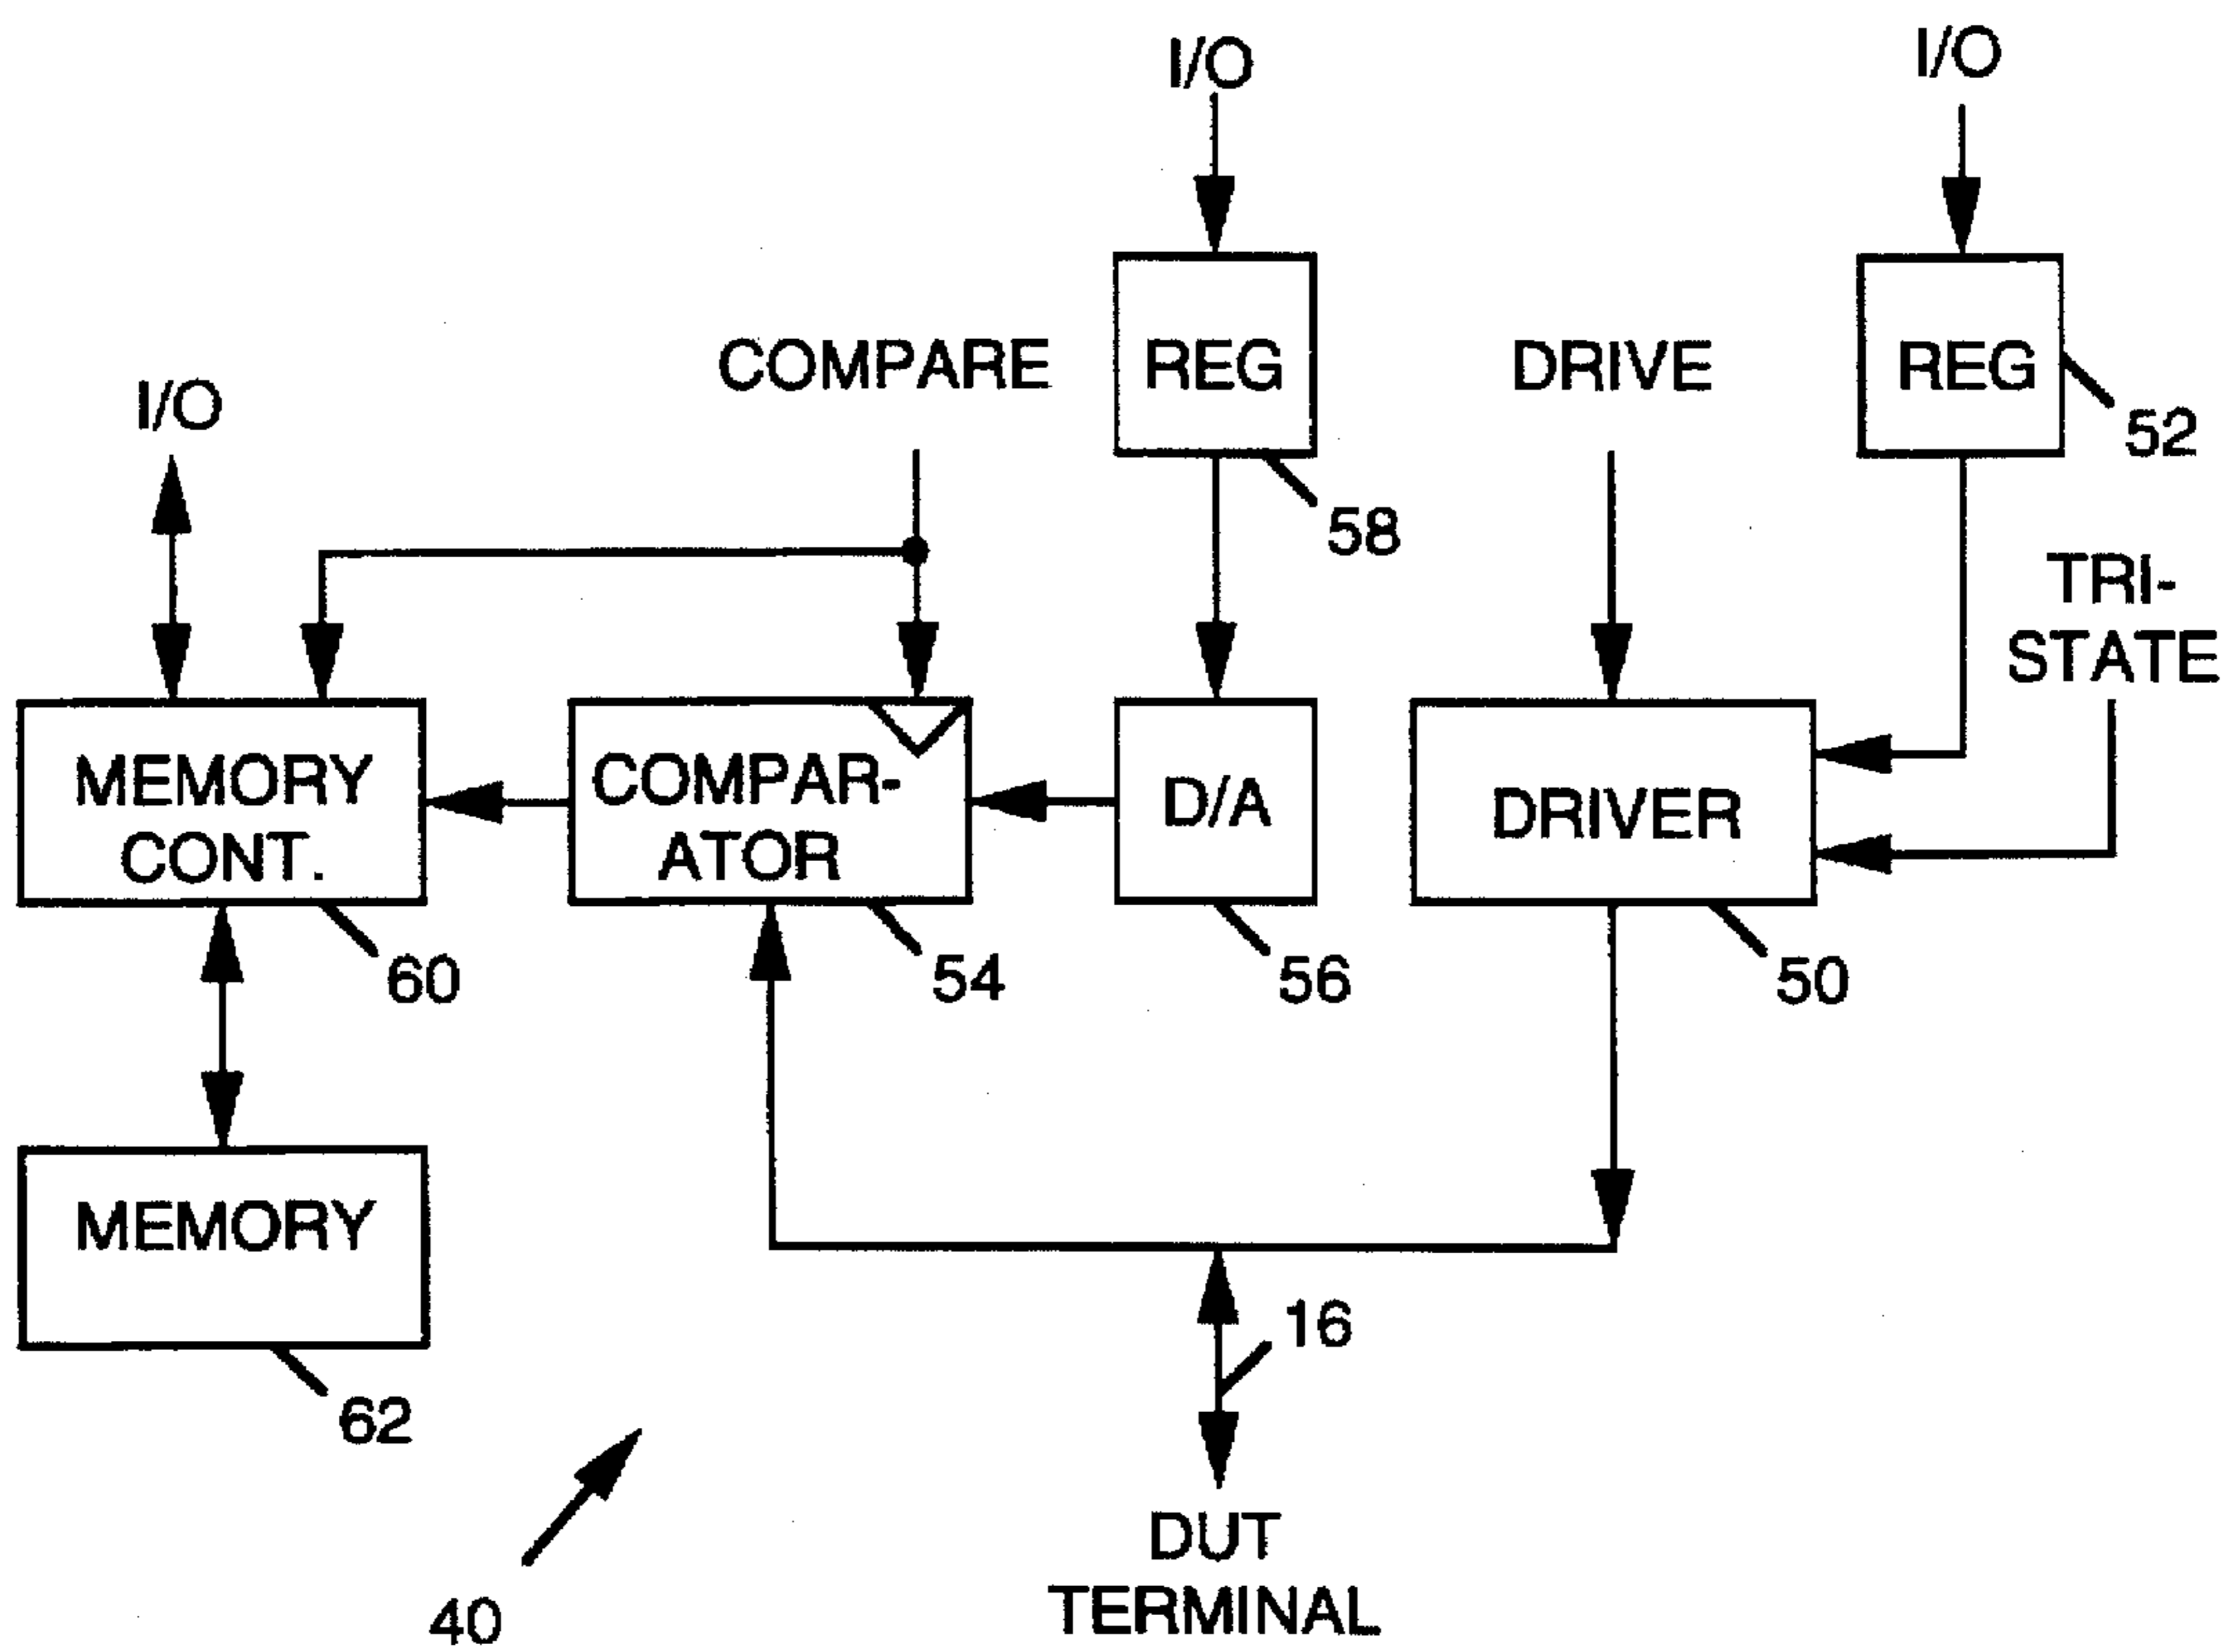 I/O
I/O
COMPARE
REG
DRIVE
REG
I/O
52
58
TRI-
STATE
MEMORY
CONT.
COMPAR-
ATOR
D/A
DRIVER
60
54
56
50
MEMORY
16
62
DUT
TERMINAL
40